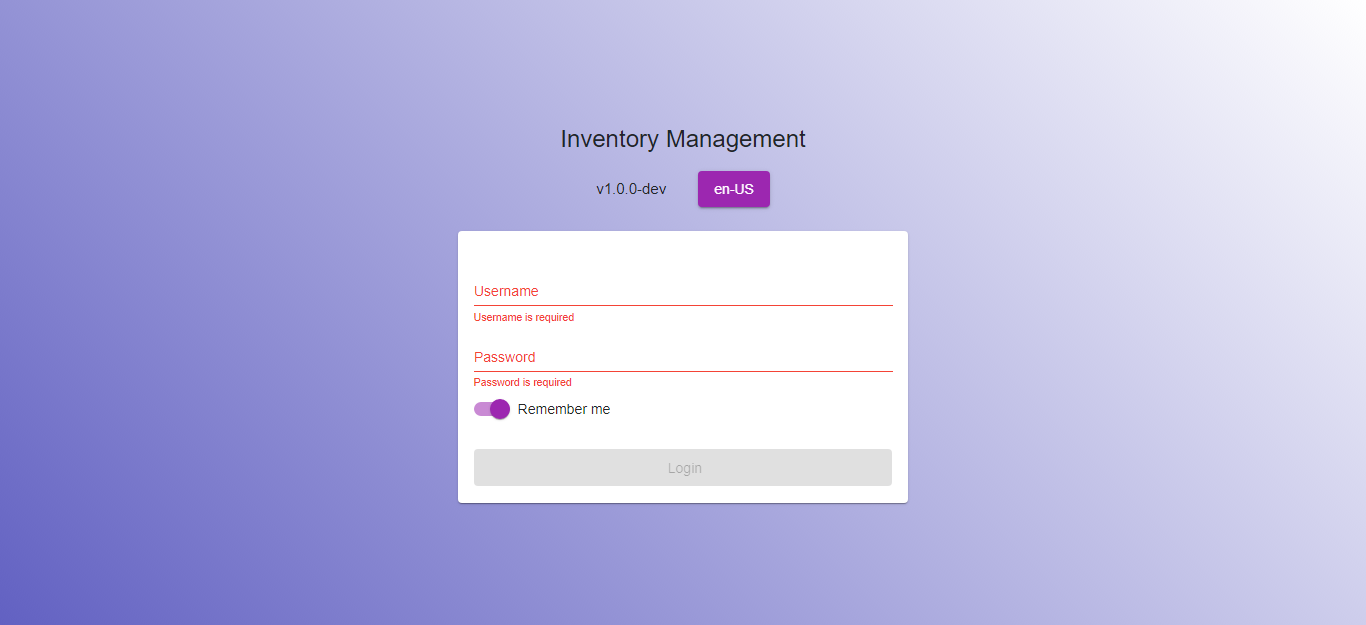 Inventory Management
v1.0.0-dev en-US
Username
Username is required
Password
Password is required
Remember me
Login